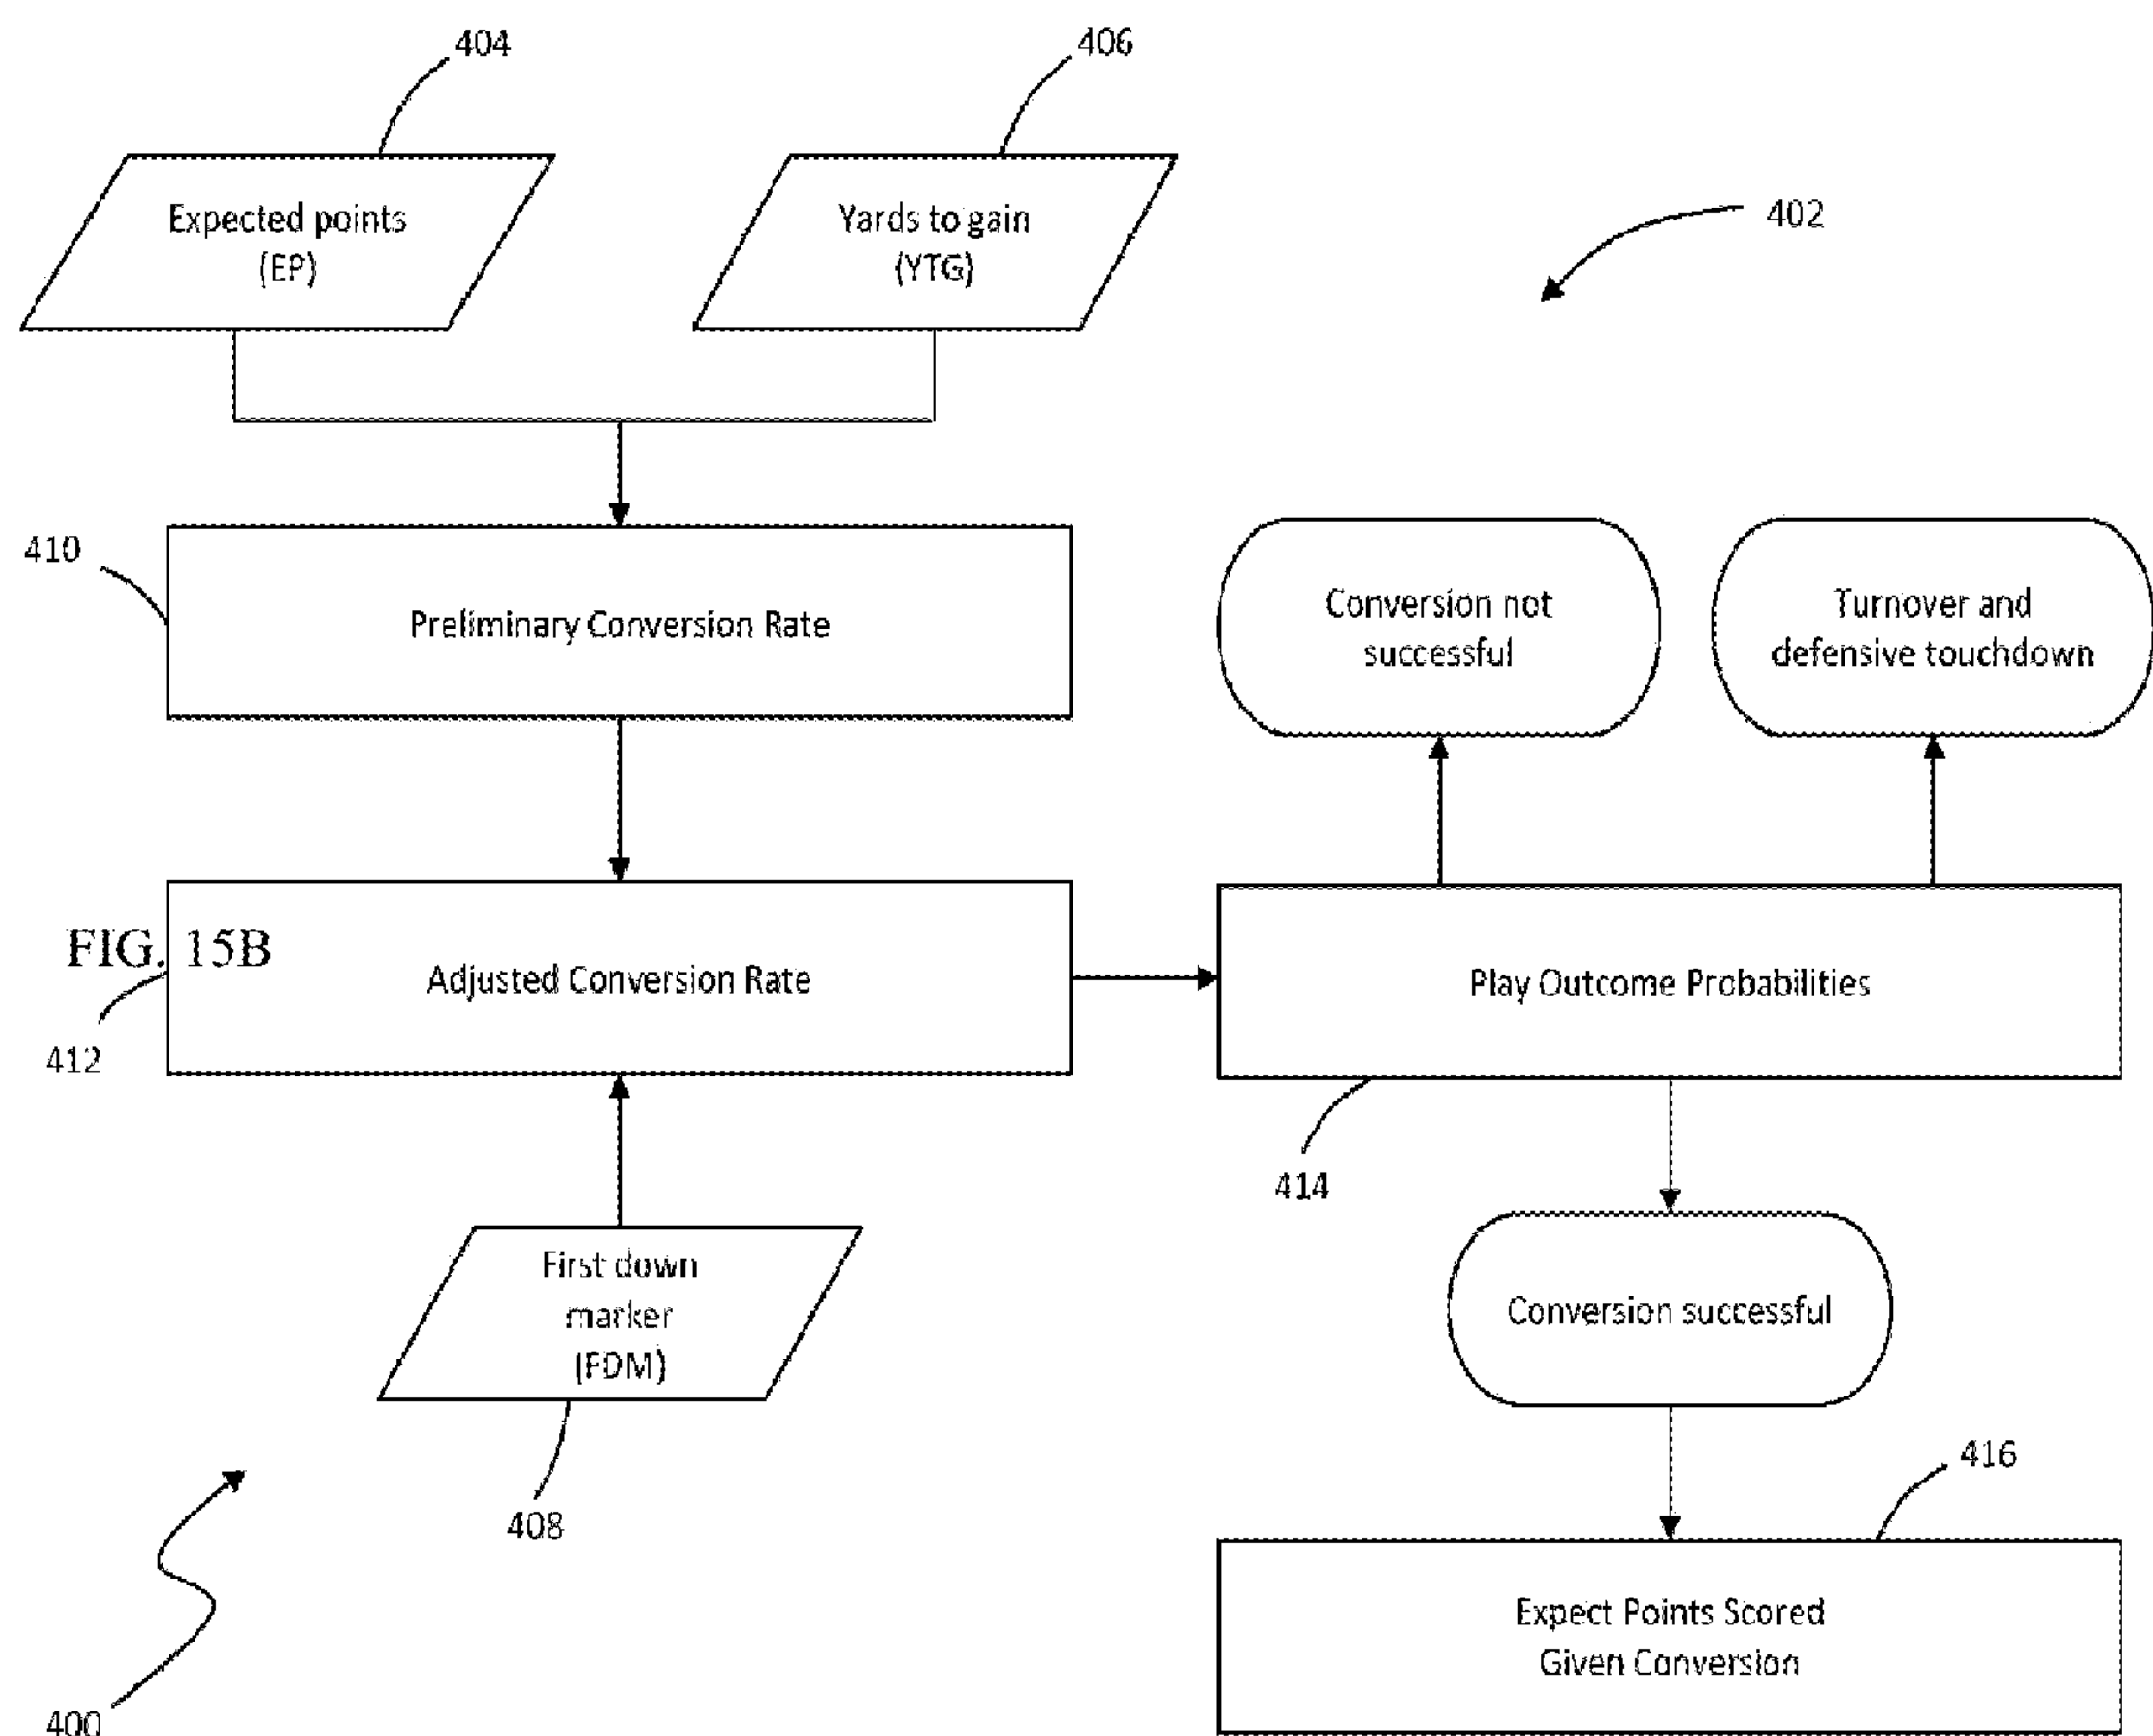 404
406
402
Expected points
(EP)
Yards to gain
(YTG)
410
Preliminary Conversion Rate
Conversion not
successful
Turnover and
defensive touchdown
FIG. 15B
412
Adjusted Conversion Rate
Play Outcome Probabilities
414
First down
marker
(FDM)
408
Conversion successful
416
Expect Points Scored
Given Conversion
400